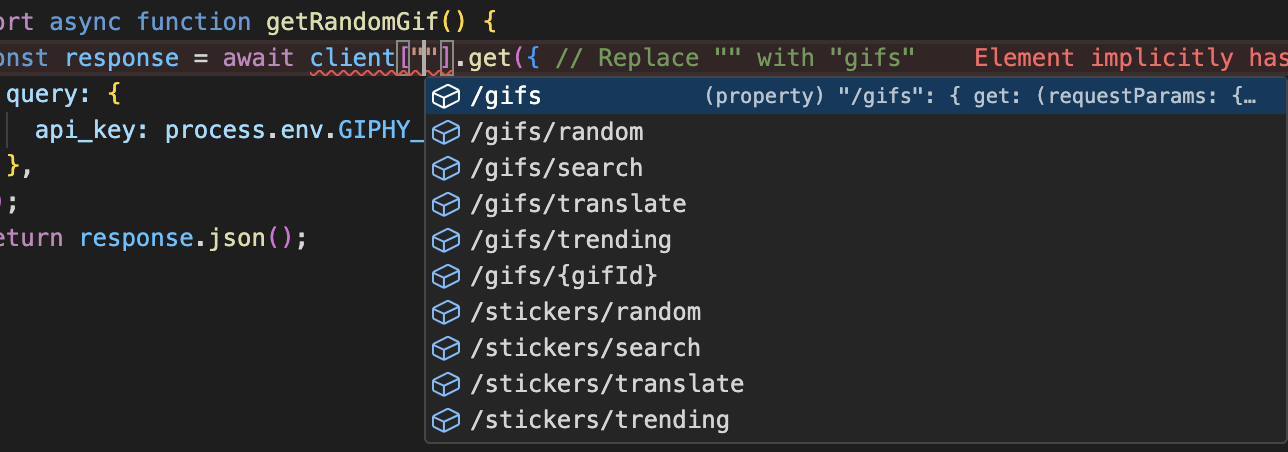 ort async function getRandomGif() {
onst response = await client[""].get({ // Replace "" with "gifs" Element implicitly has
query: {
api_key: process.env.GIPHY_
},
);
eturn response.json();
/gifs (property) "/gifs": { get: (requestParams: {…
/gifs/random
/gifs/search
/gifs/translate
/gifs/trending
/gifs/{gifId}
/stickers/random
/stickers/search
/stickers/translate
/stickers/trending